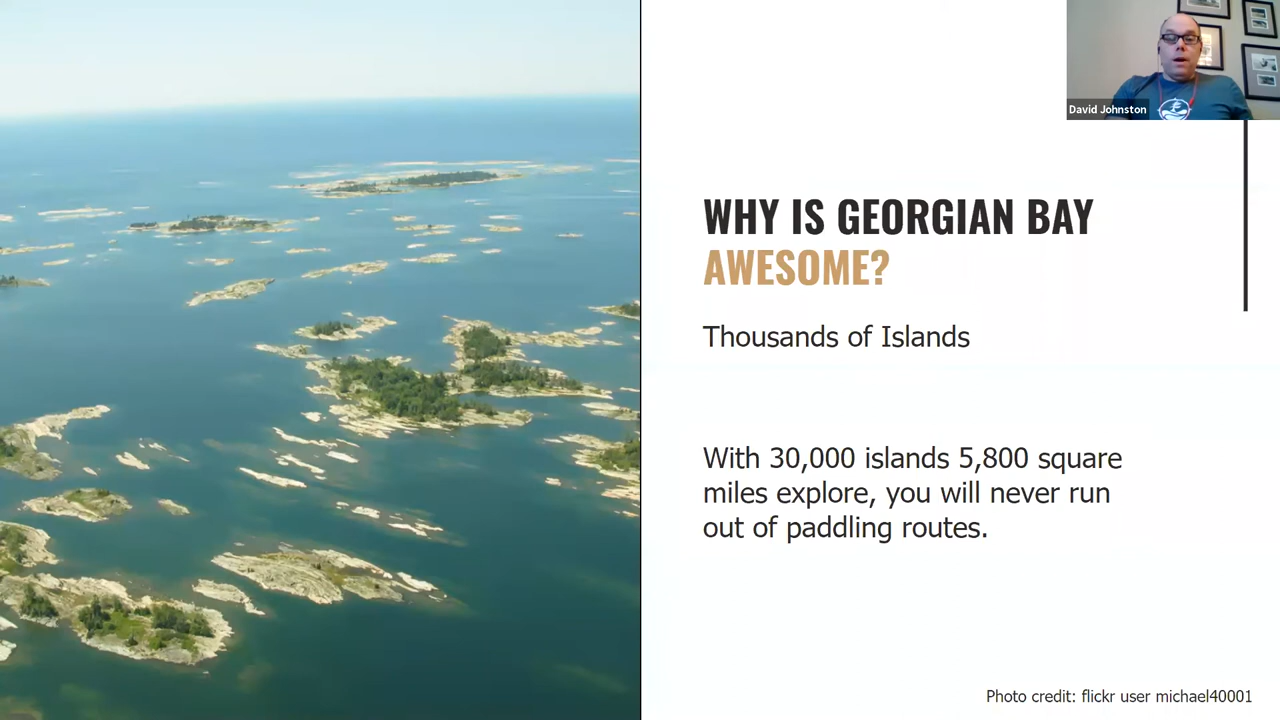 David Johnston
WHY IS GEORGIAN BAY
AWESOME?
Thousands of Islands
With 30,000 islands 5,800 square
miles explore, you will never run
out of paddling routes.
Photo credit: flickr user michael40001